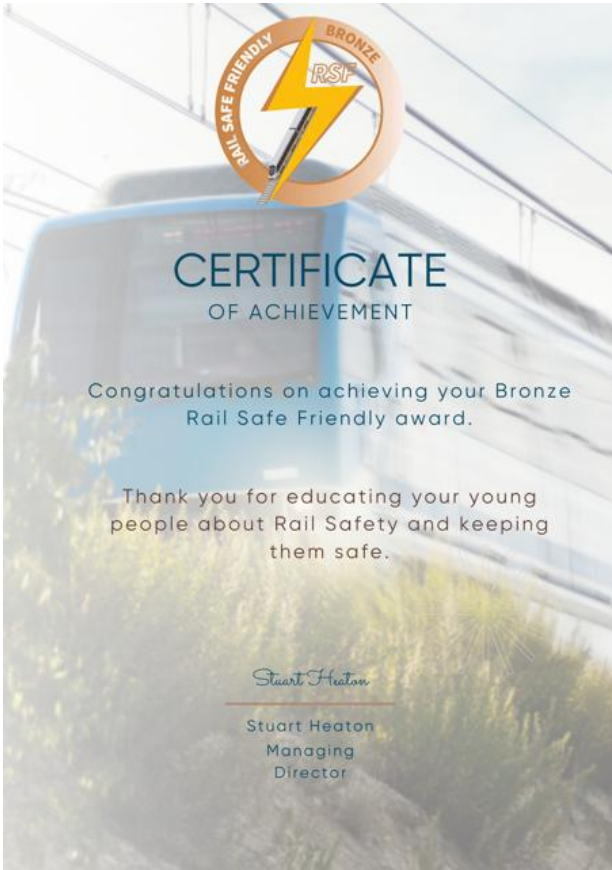 RAIL SAFE FRIENDLY
BRONZE
RSF
CERTIFICATE
OF ACHIEVEMENT
Congratulations on achieving your Bronze
Rail Safe Friendly award.
Thank you for educating your young
people about Rail Safety and keeping
them safe.
Stuart Heaton
Stuart Heaton
Managing
Director